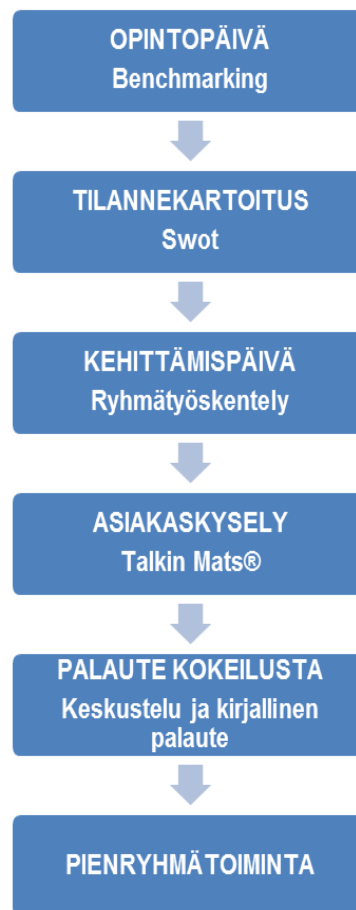 OPINTOPÄIVÄ
Benchmarking
TILANNEKARTOITUS
Swot
KEHITTÄMISPÄIVÄ
Ryhmätyöskentely
ASIAKASKYSELY
Talkin Mats®
PALAUTE KOKEILUSTA
Keskustelu ja kirjallinen
palaute
PIENRYHMÄTOIMINTA